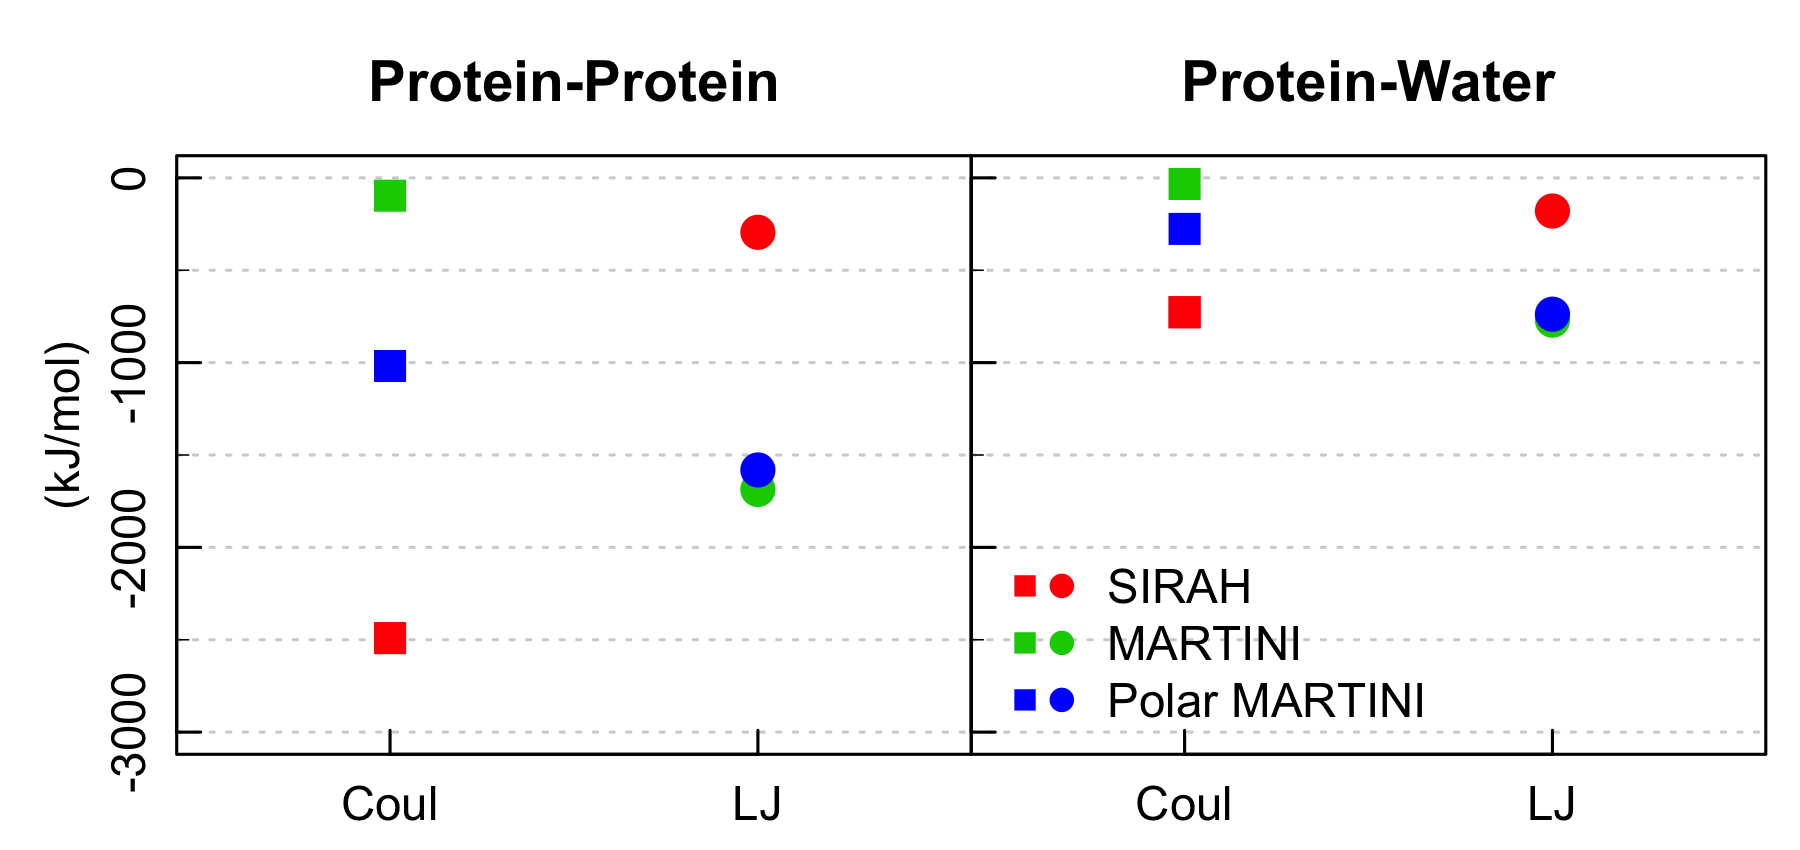 Protein-Protein
Protein-Water
(kJ/mol)
0
-1000
-2000
-3000
SIRAH
MARTINI
Polar MARTINI
Coul
LJ
Coul
LJ